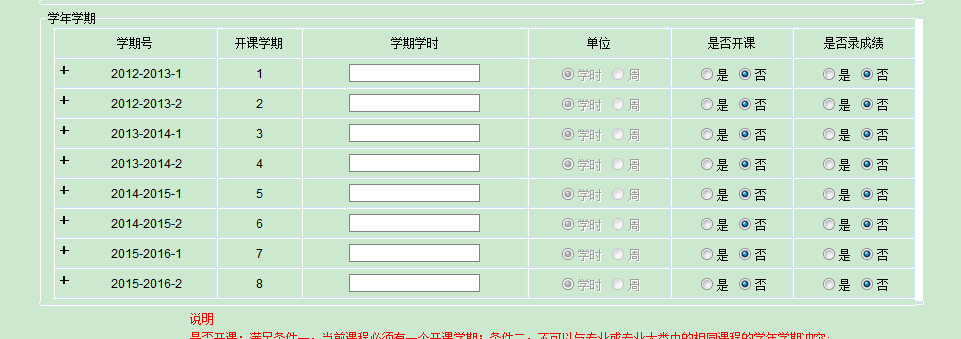 学年学期
学期号 开课学期 学期学时 单位 是否开课 是否录成绩
+ 2012-2013-1 1 学时 周 是 否 是 否
+ 2012-2013-2 2 学时 周 是 否 是 否
+ 2013-2014-1 3 学时 周 是 否 是 否
+ 2013-2014-2 4 学时 周 是 否 是 否
+ 2014-2015-1 5 学时 周 是 否 是 否
+ 2014-2015-2 6 学时 周 是 否 是 否
+ 2015-2016-1 7 学时 周 是 否 是 否
+ 2015-2016-2 8 学时 周 是 否 是 否
说明
是否开课：满足条件一、当前课程必须有一个开课学期；条件二、不可以与专业或专业大类中的相同课程的学年学期冲突；